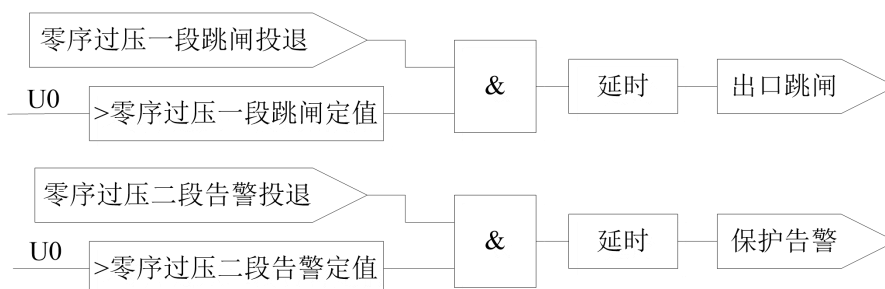 零序过压一段跳闸投退
U0
>零序过压一段跳闸定值
&
延时
出口跳闸
零序过压二段告警投退
U0
>零序过压二段告警定值
&
延时
保护告警